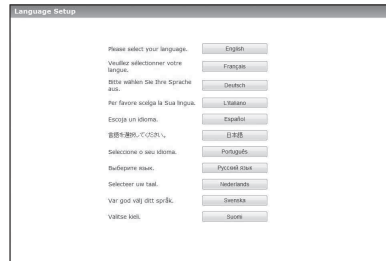 Language Setup
Please select your language. English
Veuillez sélectionner votre
langue. Français
Bitte wählen Sie Ihre Sprache
aus. Deutsch
Per favore scelga la Sua lingua. L'italiano
Escoja un idioma. Español
言語を選択してください。 日本語
Seleccione o seu idioma. Português
Выберите язык. Русский язык
Selecteer uw taal. Nederlands
Var god välj ditt språk. Svenska
Valitse kieli. Suomi